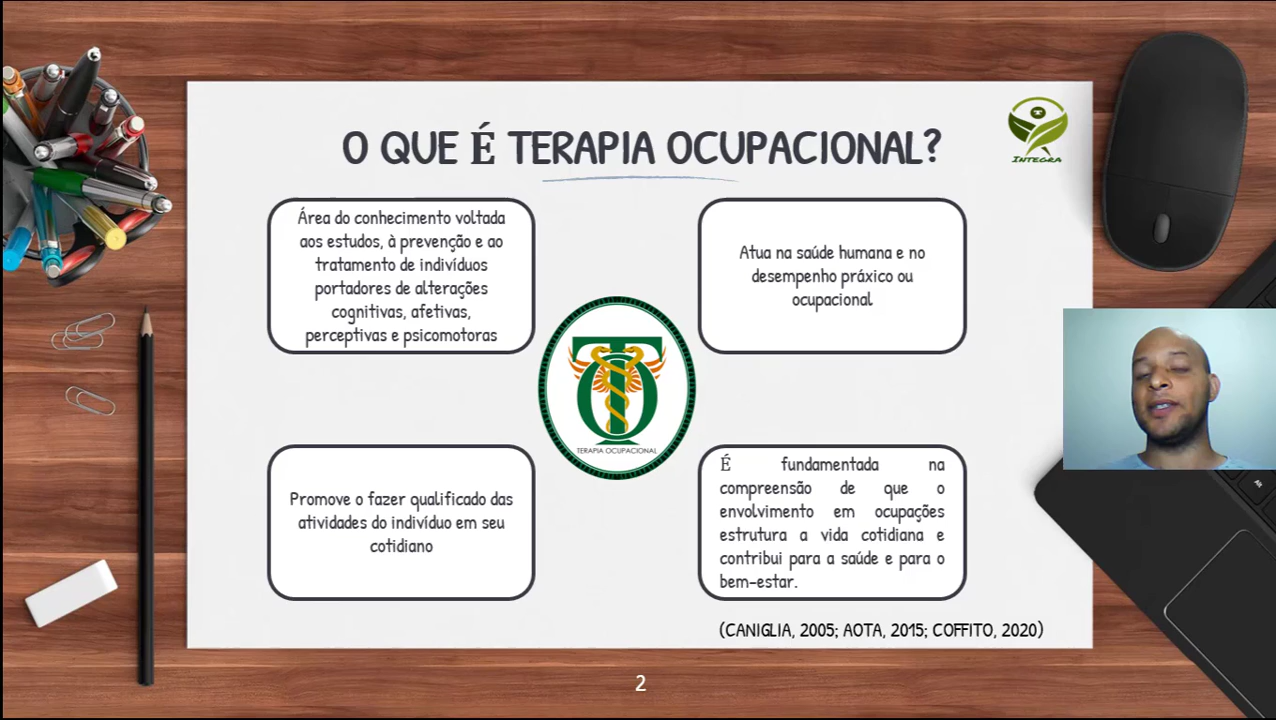 O QUE É TERAPIA OCUPACIONAL?
INTEGRA
Área do conhecimento voltada
aos estudos, à prevenção e ao
tratamento de indivíduos
portadores de alterações
cognitivas, afetivas,
perceptivas e psicomotoras
Atua na saúde humana e no
desempenho práxico ou
ocupacional
TO
TERAPIA OCUPACIONAL
Promove o fazer qualificado das
atividades do indivíduo em seu
cotidiano
É fundamentada na
compreensão de que o
envolvimento em ocupações
estrutura a vida cotidiana e
contribui para a saúde e para o
bem-estar.
(CANIGLIA, 2005; AOTA, 2015; COFFITO, 2020)
Alt
2